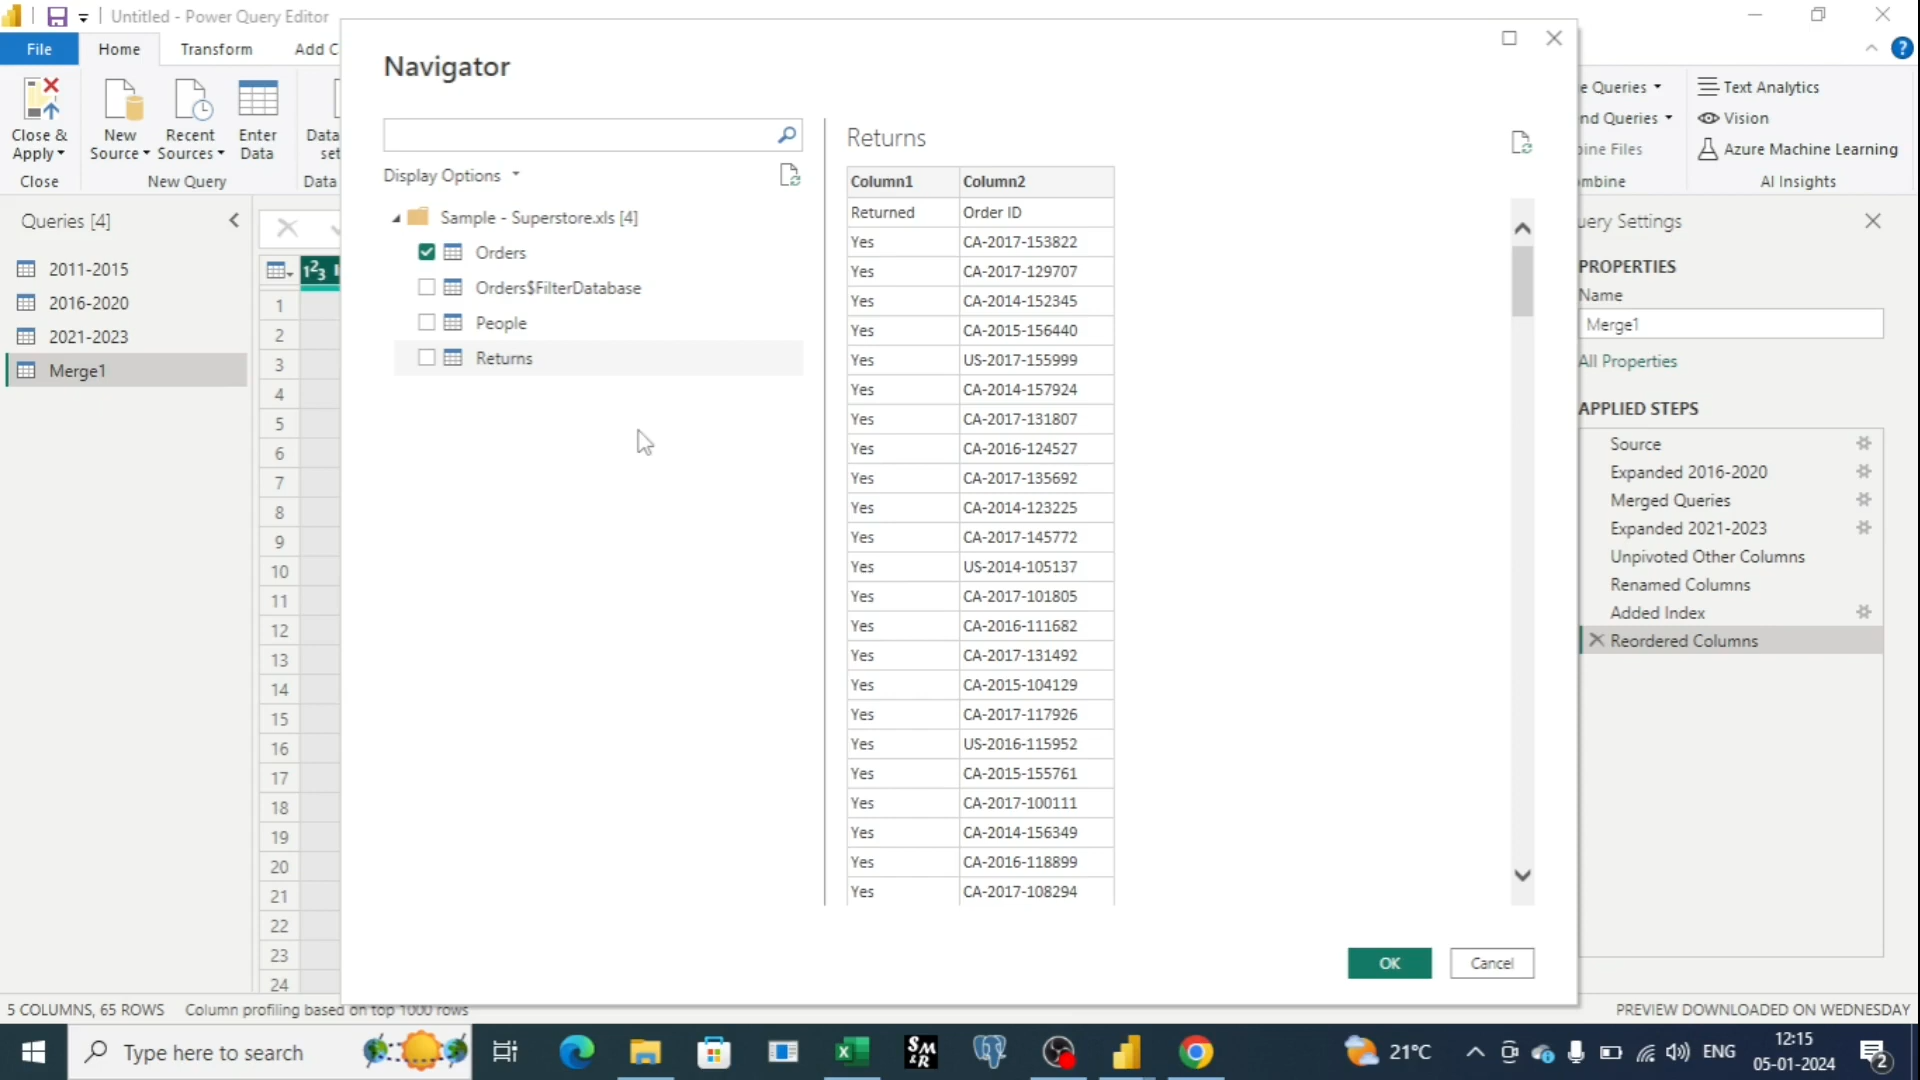 Untitled - Power Query Editor
File
Home
Transform
Add C
Close & Apply
New Source
Recent Sources
Enter Data
Data
set
Close
New Query
Data
e Queries
nd Queries
bine Files
mbine
Text Analytics
Vision
Azure Machine Learning
AI Insights
Queries [4]
2011-2015
2016-2020
2021-2023
Merge1
1 2 3
1
2
3
4
5
6
7
8
9
10
11
12
13
14
15
16
17
18
19
20
21
22
23
24
Navigator
Display Options
Sample - Superstore.xls [4]
Orders
Orders$FilterDatabase
People
Returns
Returns
Column1 Column2
Returned Order ID
Yes CA-2017-153822
Yes CA-2017-129707
Yes CA-2014-152345
Yes CA-2015-156440
Yes US-2017-155999
Yes CA-2014-157924
Yes CA-2017-131807
Yes CA-2016-124527
Yes CA-2017-135692
Yes CA-2014-123225
Yes CA-2017-145772
Yes US-2014-105137
Yes CA-2017-101805
Yes CA-2016-111682
Yes CA-2017-131492
Yes CA-2015-104129
Yes CA-2017-117926
Yes US-2016-115952
Yes CA-2015-155761
Yes CA-2017-100111
Yes CA-2014-156349
Yes CA-2016-118899
Yes CA-2017-108294
OK
Cancel
uery Settings
PROPERTIES
Name
Merge1
All Properties
APPLIED STEPS
Source
Expanded 2016-2020
Merged Queries
Expanded 2021-2023
Unpivoted Other Columns
Renamed Columns
Added Index
Reordered Columns
5 COLUMNS, 65 ROWS
Column profiling based on top 1000 rows
PREVIEW DOWNLOADED ON WEDNESDAY
Type here to search
SM
&R
21°C
ENG
12:15
05-01-2024
2